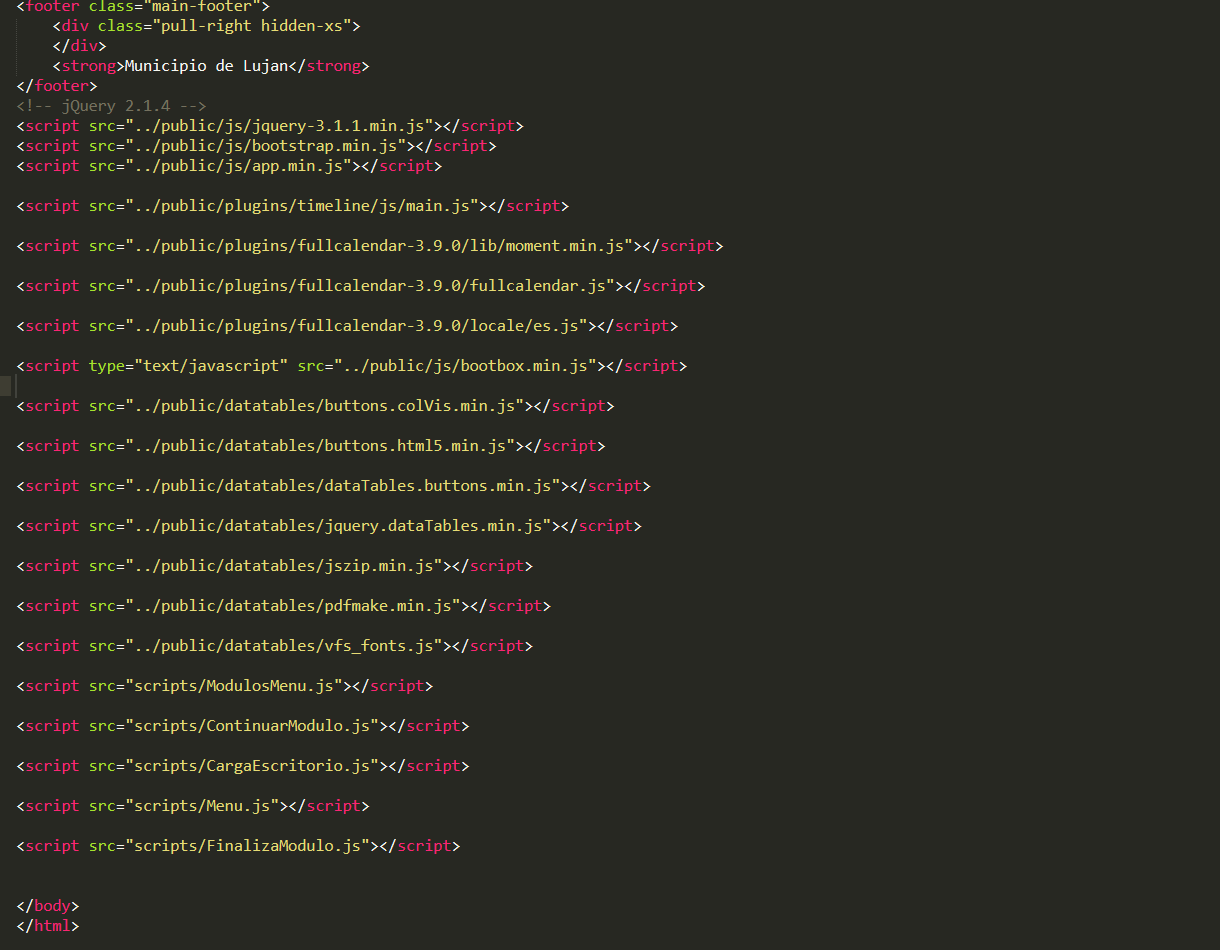 <footer class="main-footer">
<div class="pull-right hidden-xs">
</div>
<strong>Municipio de Lujan</strong>
</footer>
<!-- jQuery 2.1.4 -->
<script src="../public/js/jquery-3.1.1.min.js"></script>
<script src="../public/js/bootstrap.min.js"></script>
<script src="../public/js/app.min.js"></script>
<script src="../public/plugins/timeline/js/main.js"></script>
<script src="../public/plugins/fullcalendar-3.9.0/lib/moment.min.js"></script>
<script src="../public/plugins/fullcalendar-3.9.0/fullcalendar.js"></script>
<script src="../public/plugins/fullcalendar-3.9.0/locale/es.js"></script>
<script type="text/javascript" src="../public/js/bootbox.min.js"></script>
<script src="../public/datatables/buttons.colVis.min.js"></script>
<script src="../public/datatables/buttons.html5.min.js"></script>
<script src="../public/datatables/dataTables.buttons.min.js"></script>
<script src="../public/datatables/jquery.dataTables.min.js"></script>
<script src="../public/datatables/jszip.min.js"></script>
<script src="../public/datatables/pdfmake.min.js"></script>
<script src="../public/datatables/vfs_fonts.js"></script>
<script src="scripts/ModulosMenu.js"></script>
<script src="scripts/ContinuarModulo.js"></script>
<script src="scripts/CargaEscritorio.js"></script>
<script src="scripts/Menu.js"></script>
<script src="scripts/FinalizaModulo.js"></script>
</body>
</html>